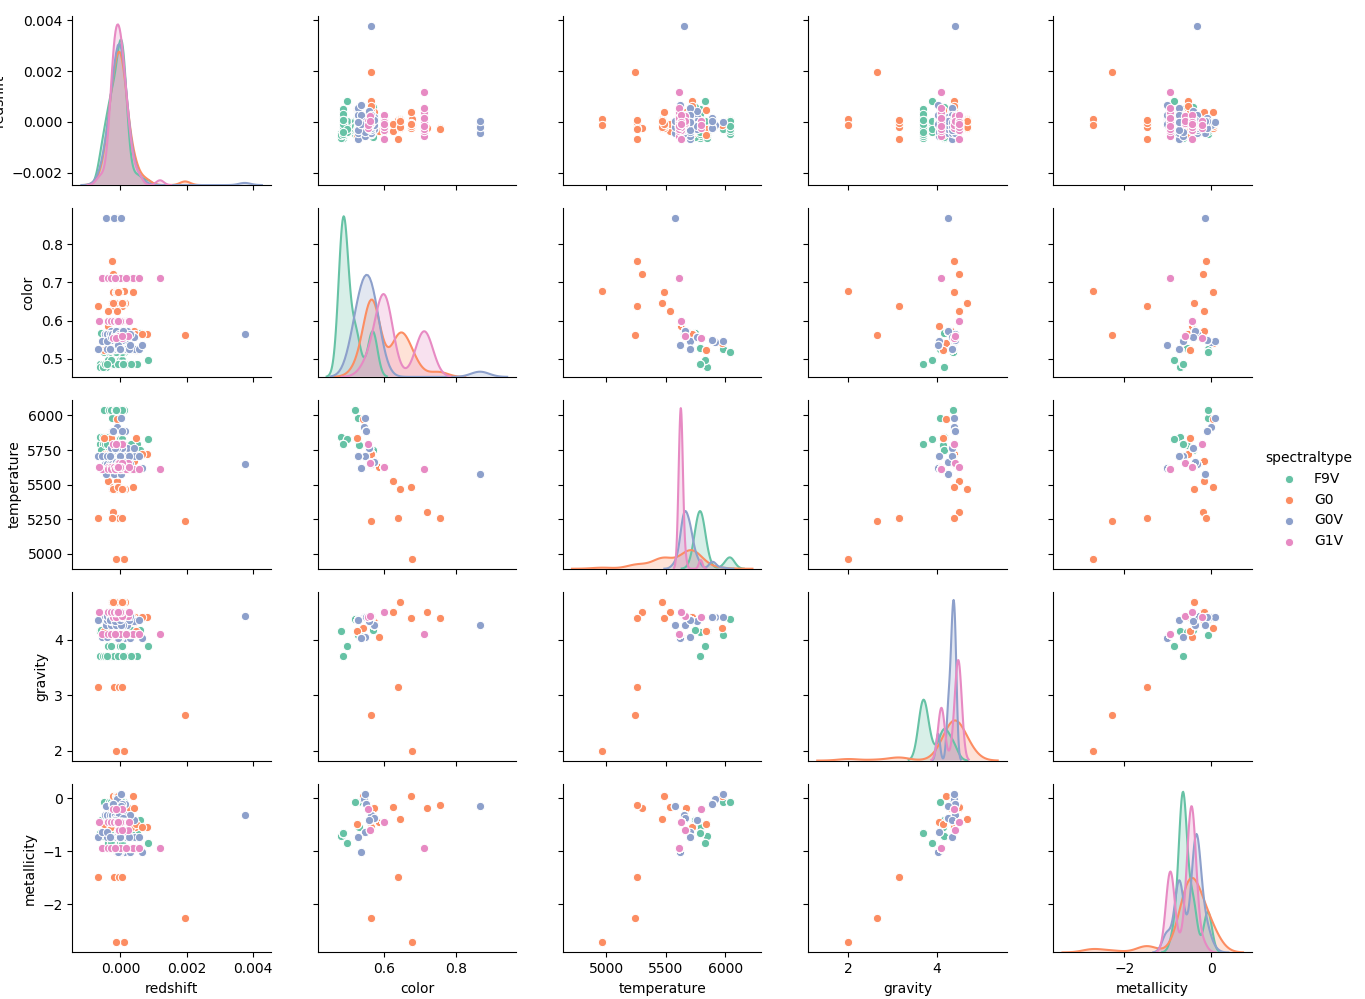 0.004
0.002
0.000
−0.002
redshift
0.8
0.7
0.6
0.5
color
6000
5750
5500
5250
5000
temperature
4
3
2
gravity
0
−1
−2
metallicity
0.000 0.002 0.004
redshift
0.6 0.8
color
5000 5500 6000
temperature
2 4
gravity
−2 0
metallicity
spectraltype
F9V
G0
G0V
G1V